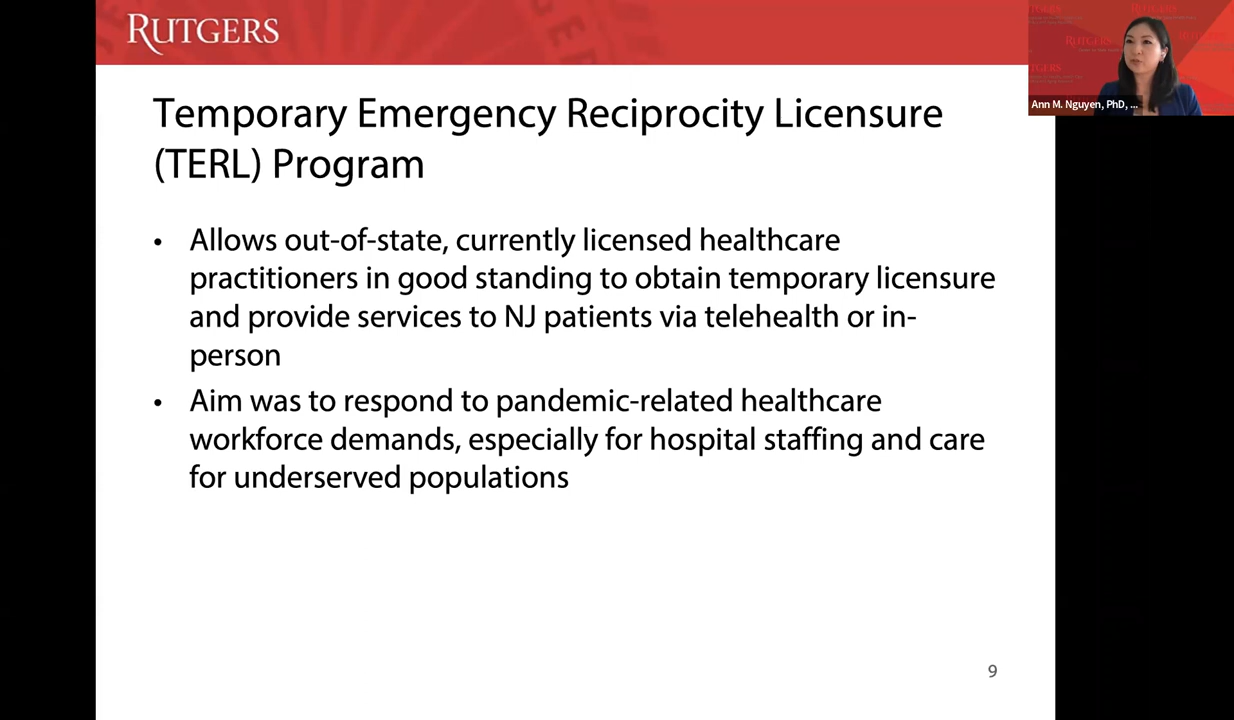 RUTGERS
Temporary Emergency Reciprocity Licensure
(TERL) Program
• Allows out-of-state, currently licensed healthcare
practitioners in good standing to obtain temporary licensure
and provide services to NJ patients via telehealth or in-
person
• Aim was to respond to pandemic-related healthcare
workforce demands, especially for hospital staffing and care
for underserved populations
9
RUTGERS
Ann M. Nguyen, PhD, ...